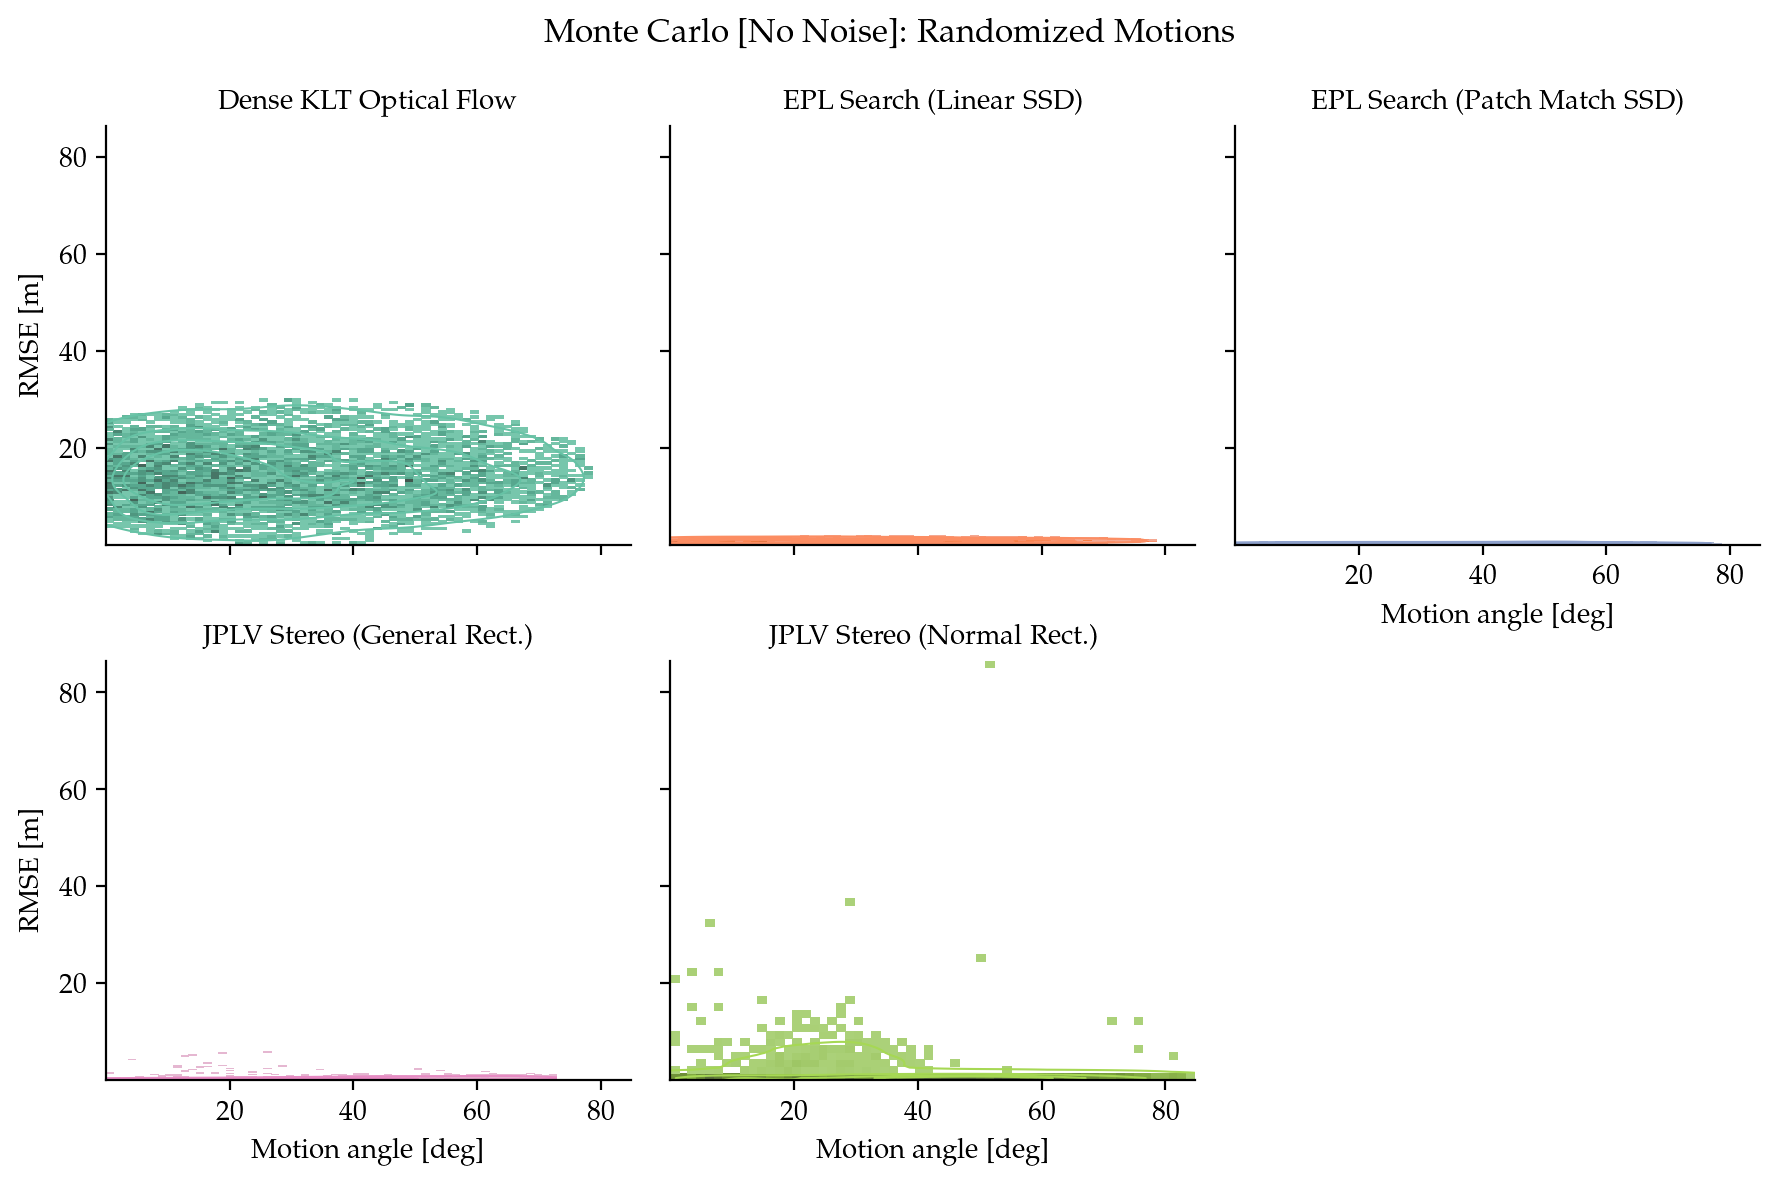 Monte Carlo [No Noise]: Randomized Motions
Dense KLT Optical Flow
EPL Search (Linear SSD)
EPL Search (Patch Match SSD)
80
60
40
20
RMSE [m]
20 40 60 80
Motion angle [deg]
JPLV Stereo (General Rect.)
JPLV Stereo (Normal Rect.)
80
60
40
20
RMSE [m]
20 40 60 80
Motion angle [deg]
20 40 60 80
Motion angle [deg]